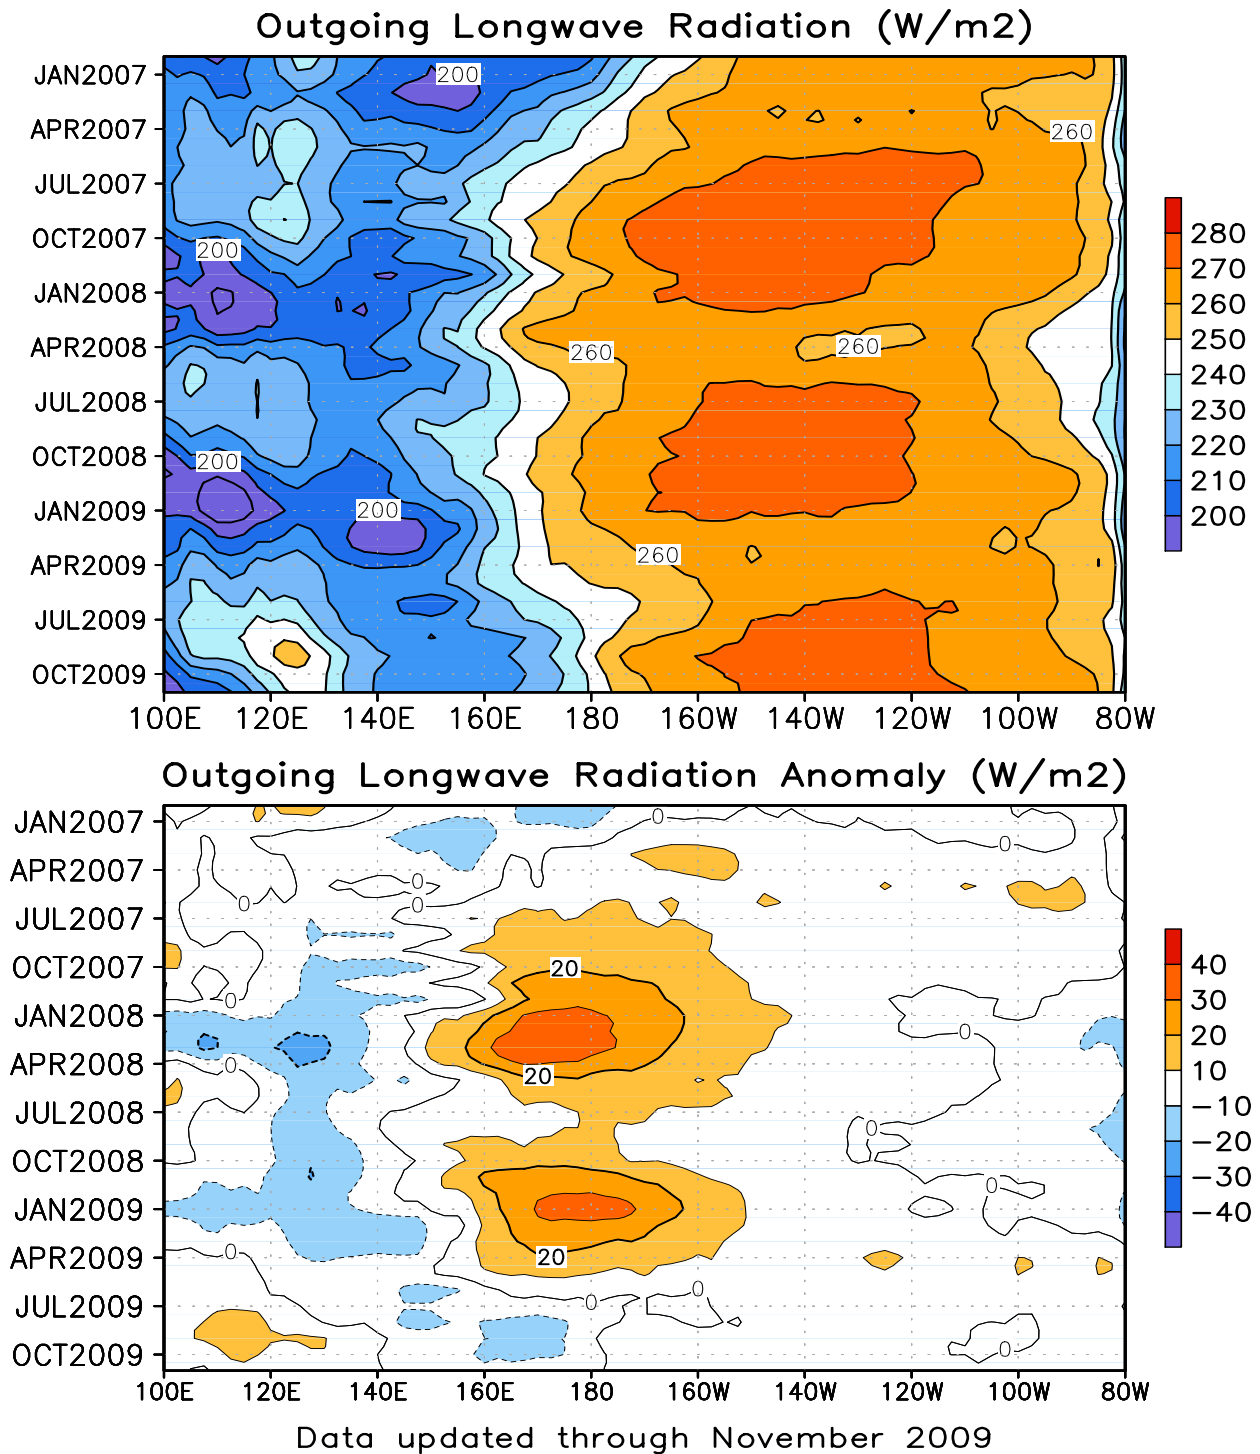 Outgoing Longwave Radiation (W/m2)
JAN2007
APR2007
JUL2007
OCT2007
JAN2008
APR2008
JUL2008
OCT2008
JAN2009
APR2009
JUL2009
OCT2009
200
260
200
260
260
200
200
260
100E 120E 140E 160E 180 160W 140W 120W 100W 80W
280
270
260
250
240
230
220
210
200
Outgoing Longwave Radiation Anomaly (W/m2)
JAN2007
APR2007
JUL2007
OCT2007
JAN2008
APR2008
JUL2008
OCT2008
JAN2009
APR2009
JUL2009
OCT2009
0
0
0
0
0
20
0
0
0
20
0
0
0
20
0
0
0
100E 120E 140E 160E 180 160W 140W 120W 100W 80W
40
30
20
10
−10
−20
−30
−40
Data updated through November 2009